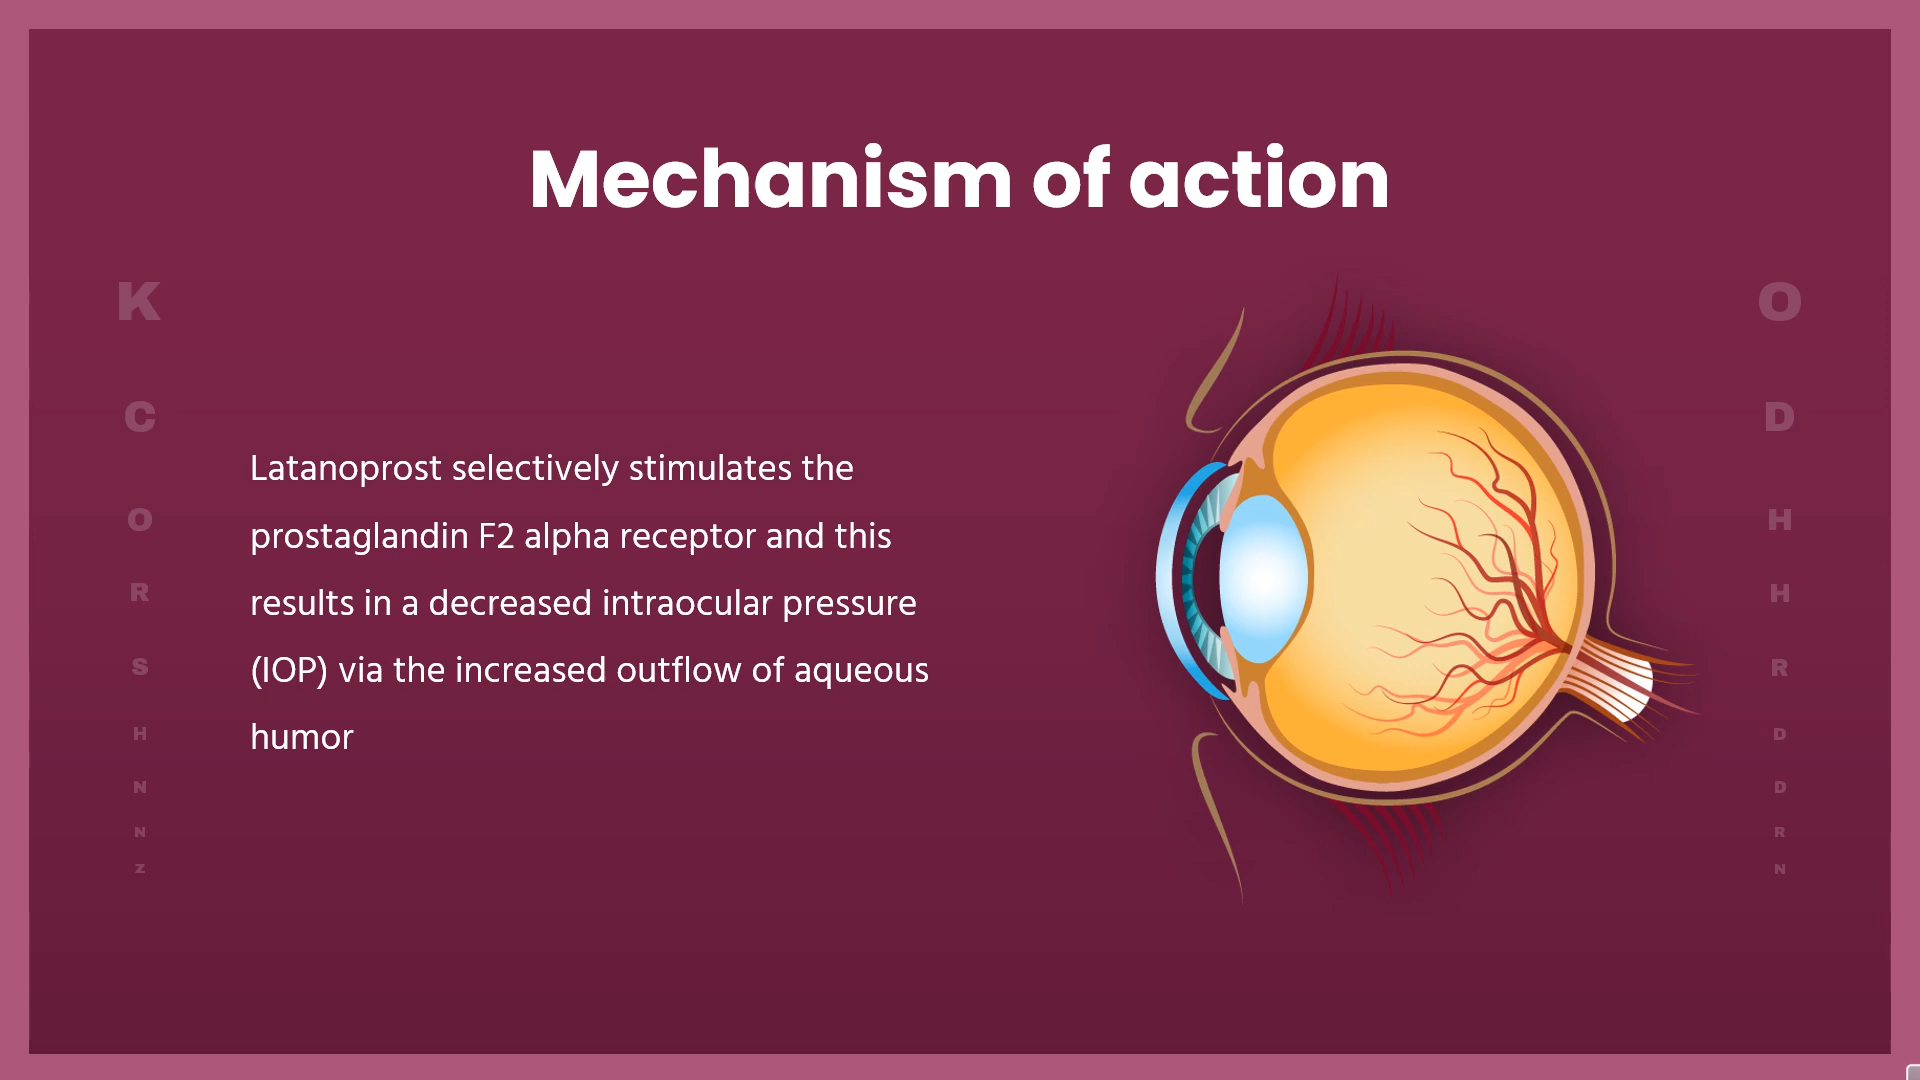 Mechanism of action
K
C
O
R
S
H
N
N
Z
Latanoprost selectively stimulates the
prostaglandin F2 alpha receptor and this
results in a decreased intraocular pressure
(IOP) via the increased outflow of aqueous
humor
O
D
H
H
R
D
D
R
N